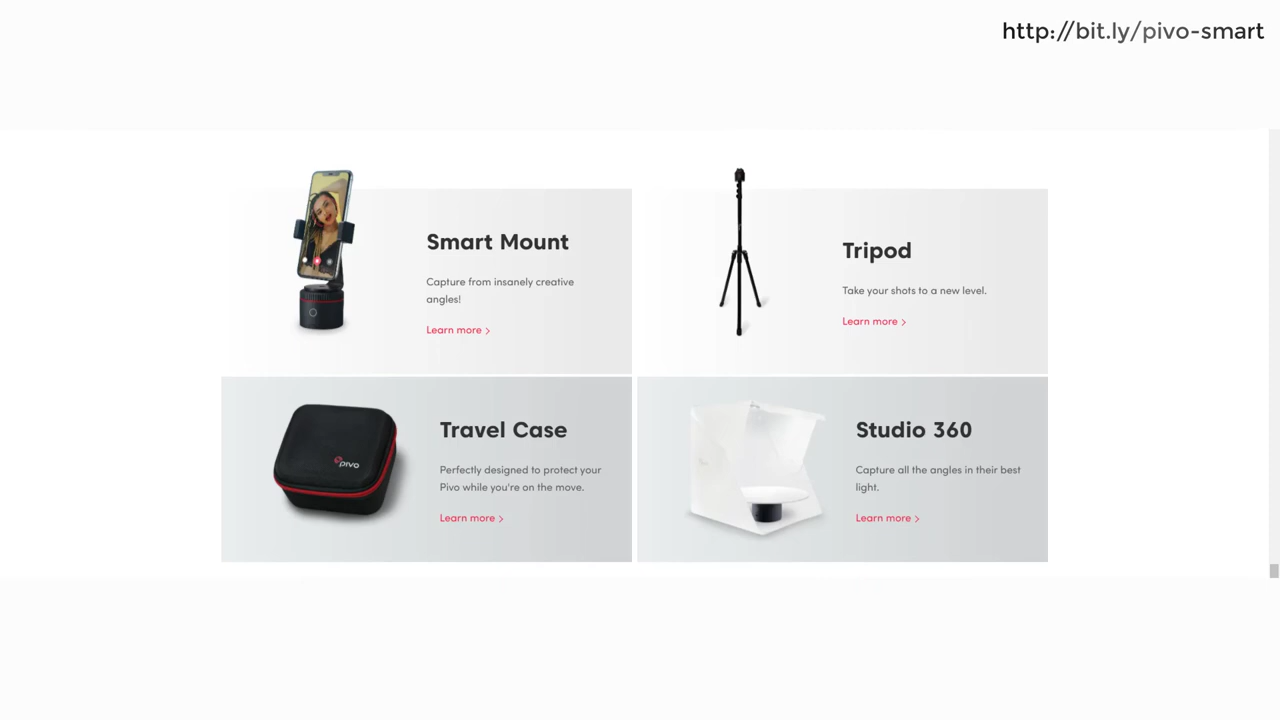 http://bit.ly/pivo-smart
Smart Mount
Capture from insanely creative
angles!
Learn more >
Tripod
Take your shots to a new level.
Learn more >
pivo
Travel Case
Perfectly designed to protect your
Pivo while you're on the move.
Learn more >
Studio 360
Capture all the angles in their best
light.
Learn more >